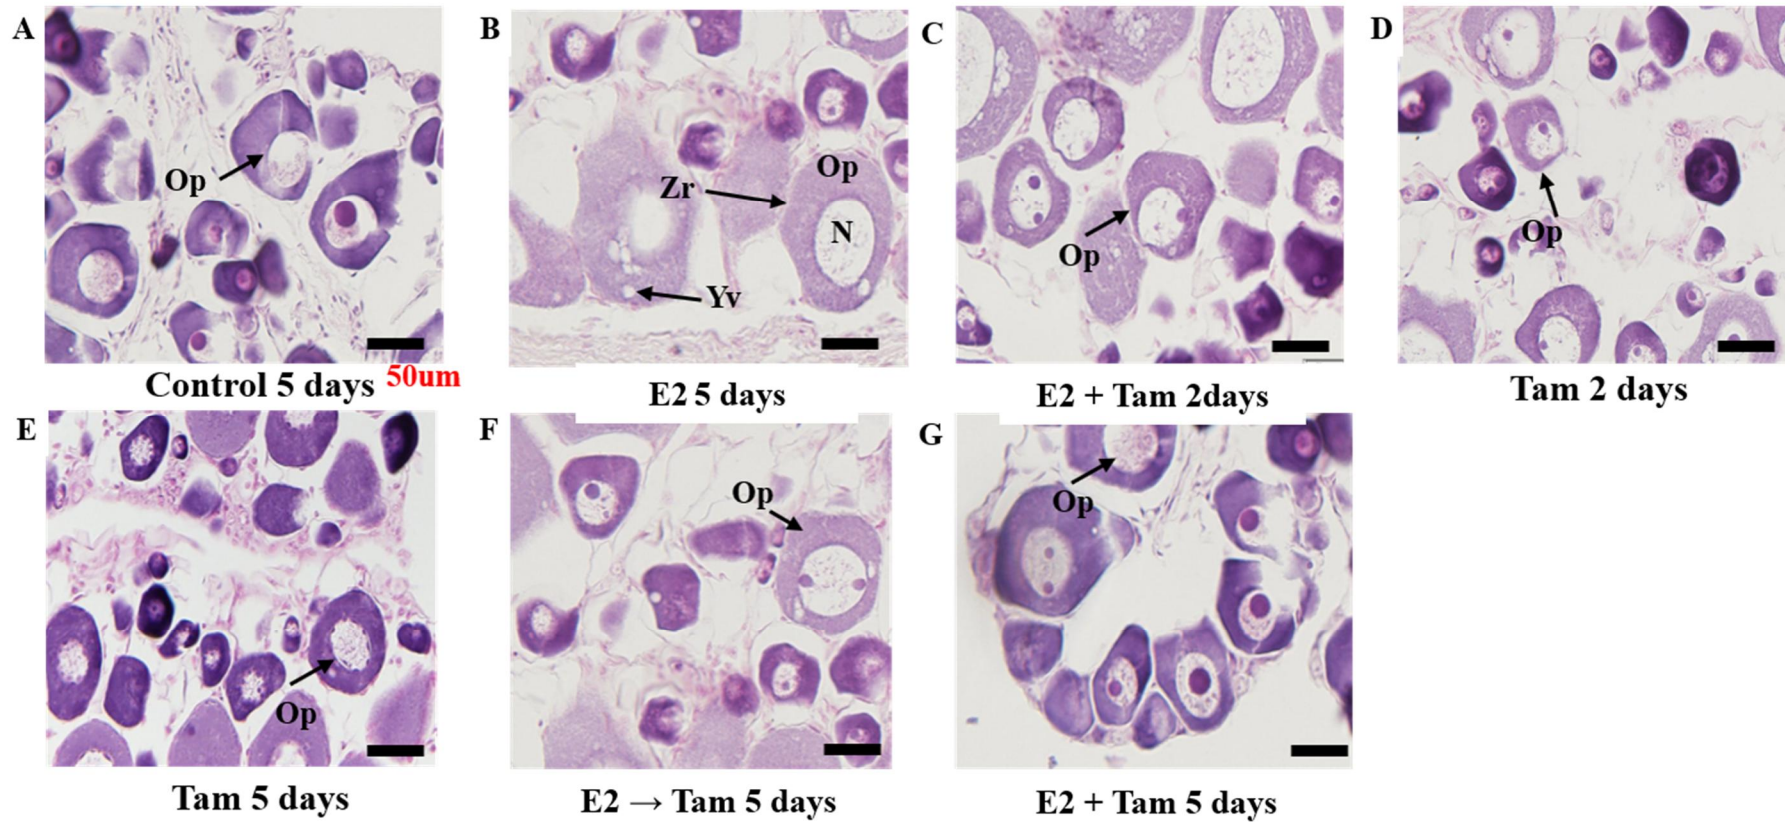 A
Op
Control 5 days 50um
B
Op
Zr
N
Yv
E2 5 days
C
Op
E2 + Tam 2days
D
Op
Tam 2 days
E
Op
Tam 5 days
F
Op
E2 → Tam 5 days
G
Op
E2 + Tam 5 days